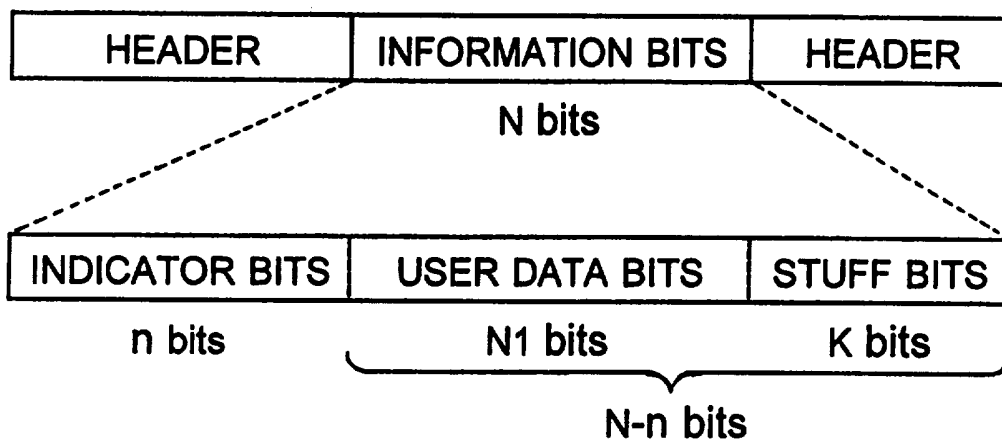 HEADER INFORMATION BITS HEADER
N bits
INDICATOR BITS USER DATA BITS STUFF BITS
n bits N1 bits K bits
N-n bits